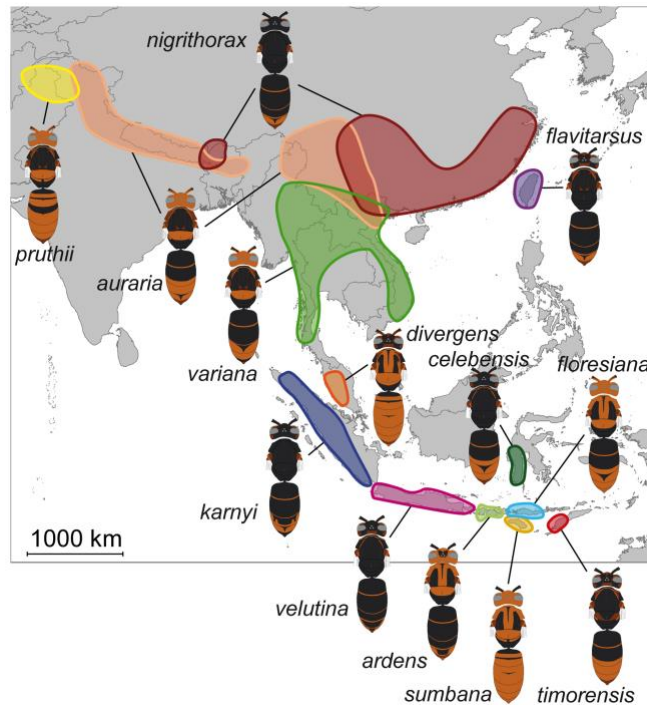 nigrithorax
flavitarsus
pruthii
auraria
variana
divergens
celebensis
floresiana
karnyi
1000 km
velutina
ardens
sumbana
timorensis